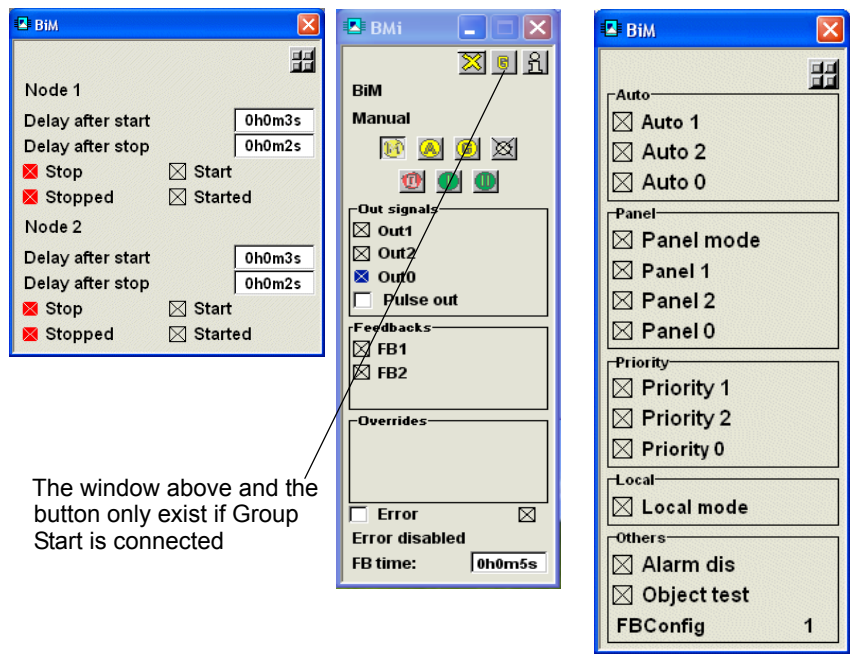 BiM
Node 1
Delay after start 0h0m3s
Delay after stop 0h0m2s
Stop Start
Stopped Started
Node 2
Delay after start 0h0m3s
Delay after stop 0h0m2s
Stop Start
Stopped Started
The window above and the
button only exist if Group
Start is connected
BMi
G i
BiM
Manual
A G
Out signals
Out1
Out2
Out0
Pulse out
Feedbacks
FB1
FB2
Overrides
Error
Error disabled
FB time: 0h0m5s
BiM
Auto
Auto 1
Auto 2
Auto 0
Panel
Panel mode
Panel 1
Panel 2
Panel 0
Priority
Priority 1
Priority 2
Priority 0
Local
Local mode
Others
Alarm dis
Object test
FBConfig 1